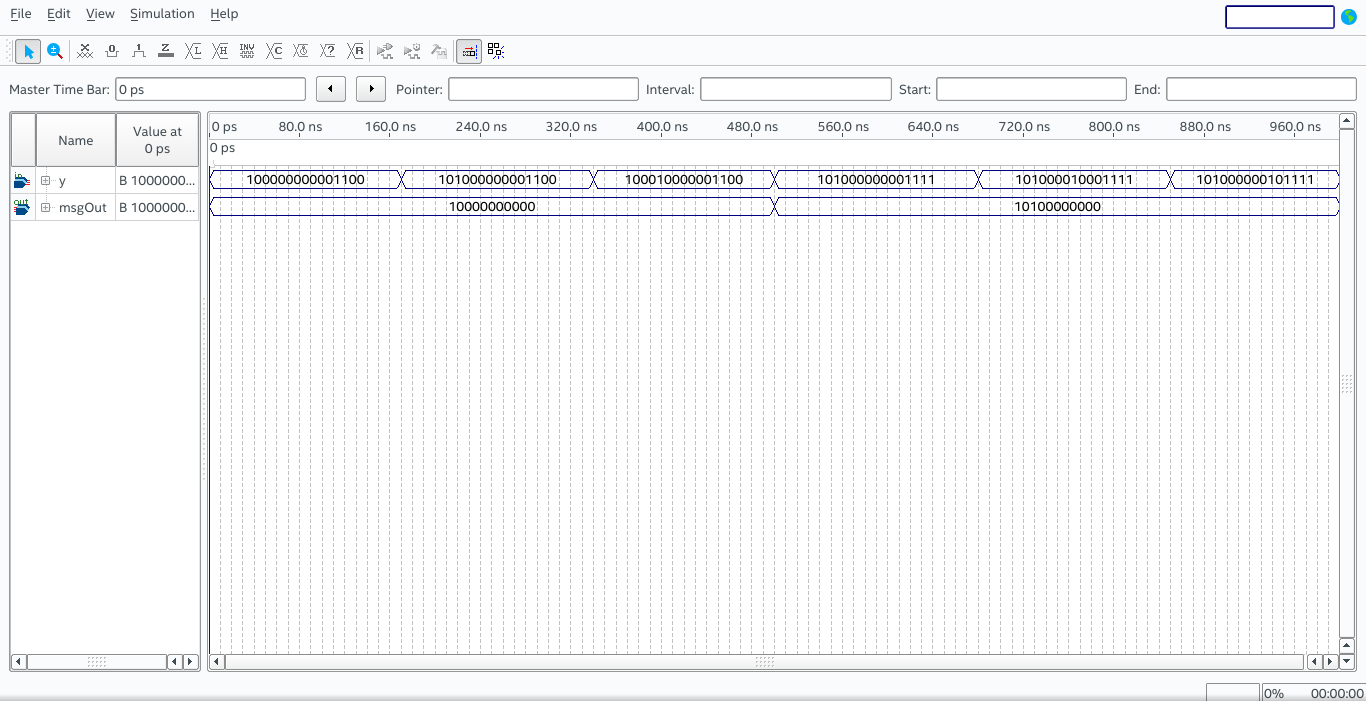 File Edit View Simulation Help
Master Time Bar: 0 ps Pointer: Interval: Start: End:
Name Value at 0 ps
0 ps 80.0 ns 160.0 ns 240.0 ns 320.0 ns 400.0 ns 480.0 ns 560.0 ns 640.0 ns 720.0 ns 800.0 ns 880.0 ns 960.0 ns
0 ps
y B 1000000... 100000000001100 101000000001100 100010000001100 101000000001111 101000010001111 101000000101111
msgOut B 1000000... 10000000000 10100000000
0% 00:00:00